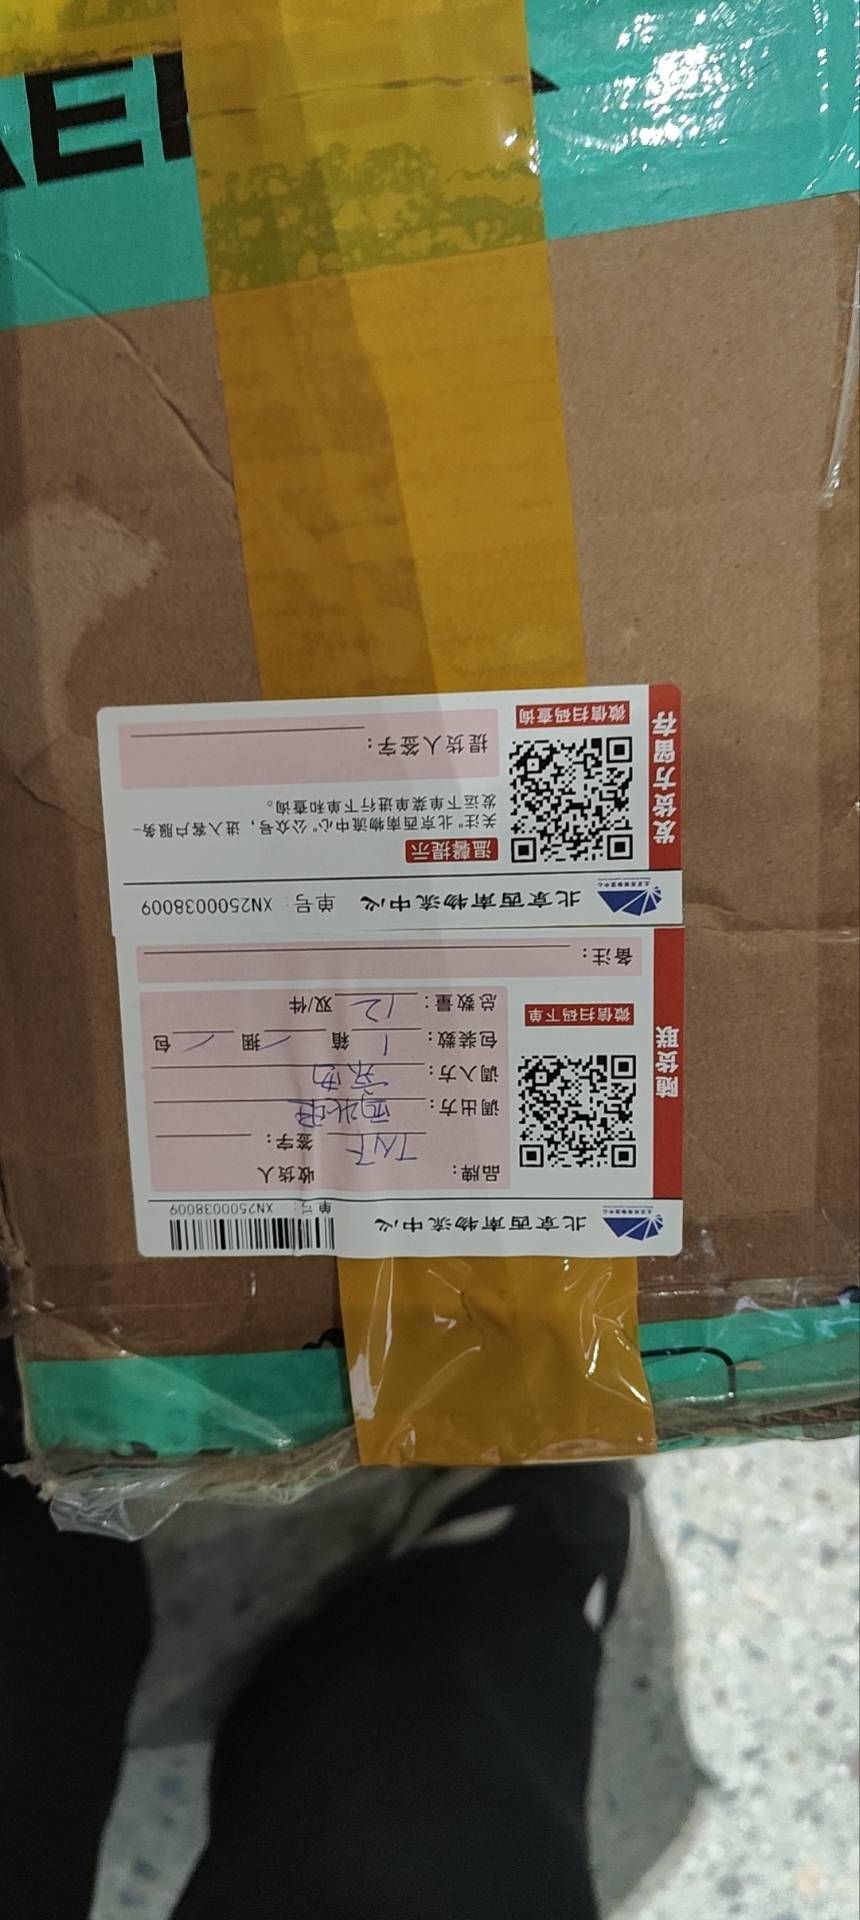 北京西南物流中心
单号: XN2500038009
随货联
品牌: TNF 收货人
签字:
调出方:
调入方: 京西
包装数: 1 箱 / 捆 / 包
总数量: 12 双/件
微信扫码下单
备注:
北京西南物流中心 单号: XN2500038009
发货方留存
温馨提示
关注"北京西南物流中心"公众号，进入客户服务-
发运下单菜单进行下单和查询。
提货人签字:
微信扫码查询